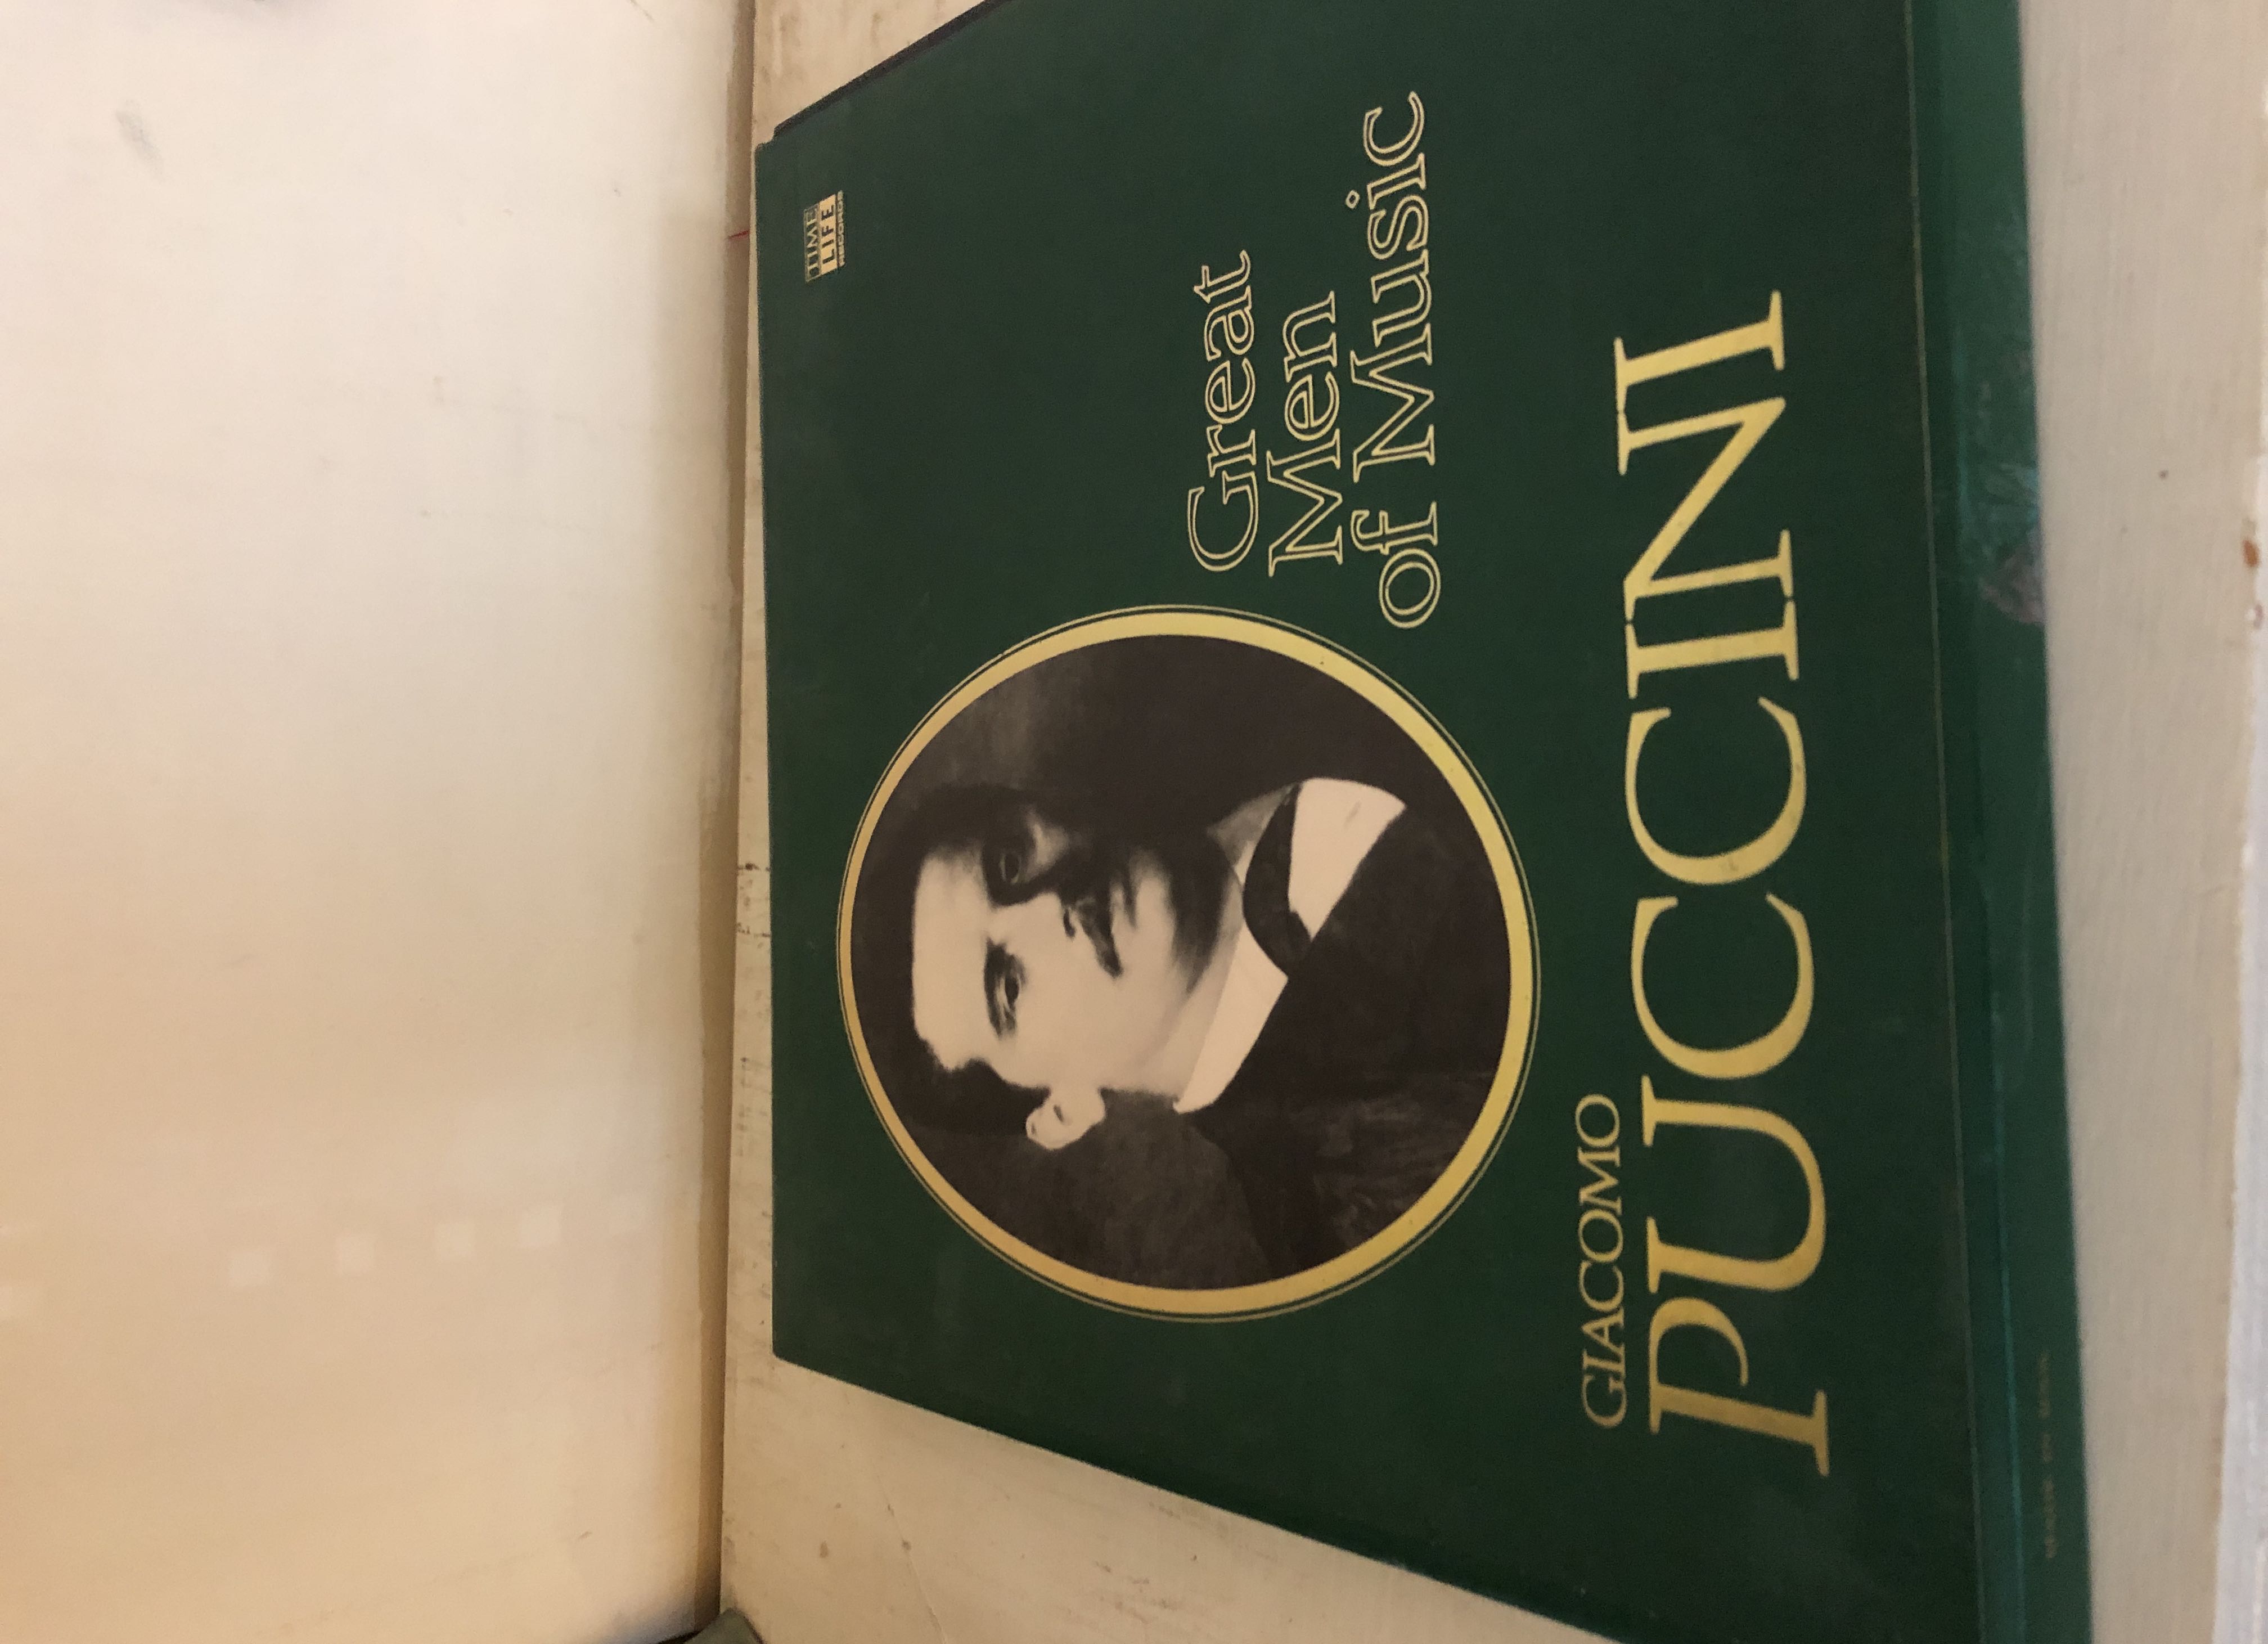 TIME
LIFE
RECORDS
Great
Men
of Music
GIACOMO
PUCCINI